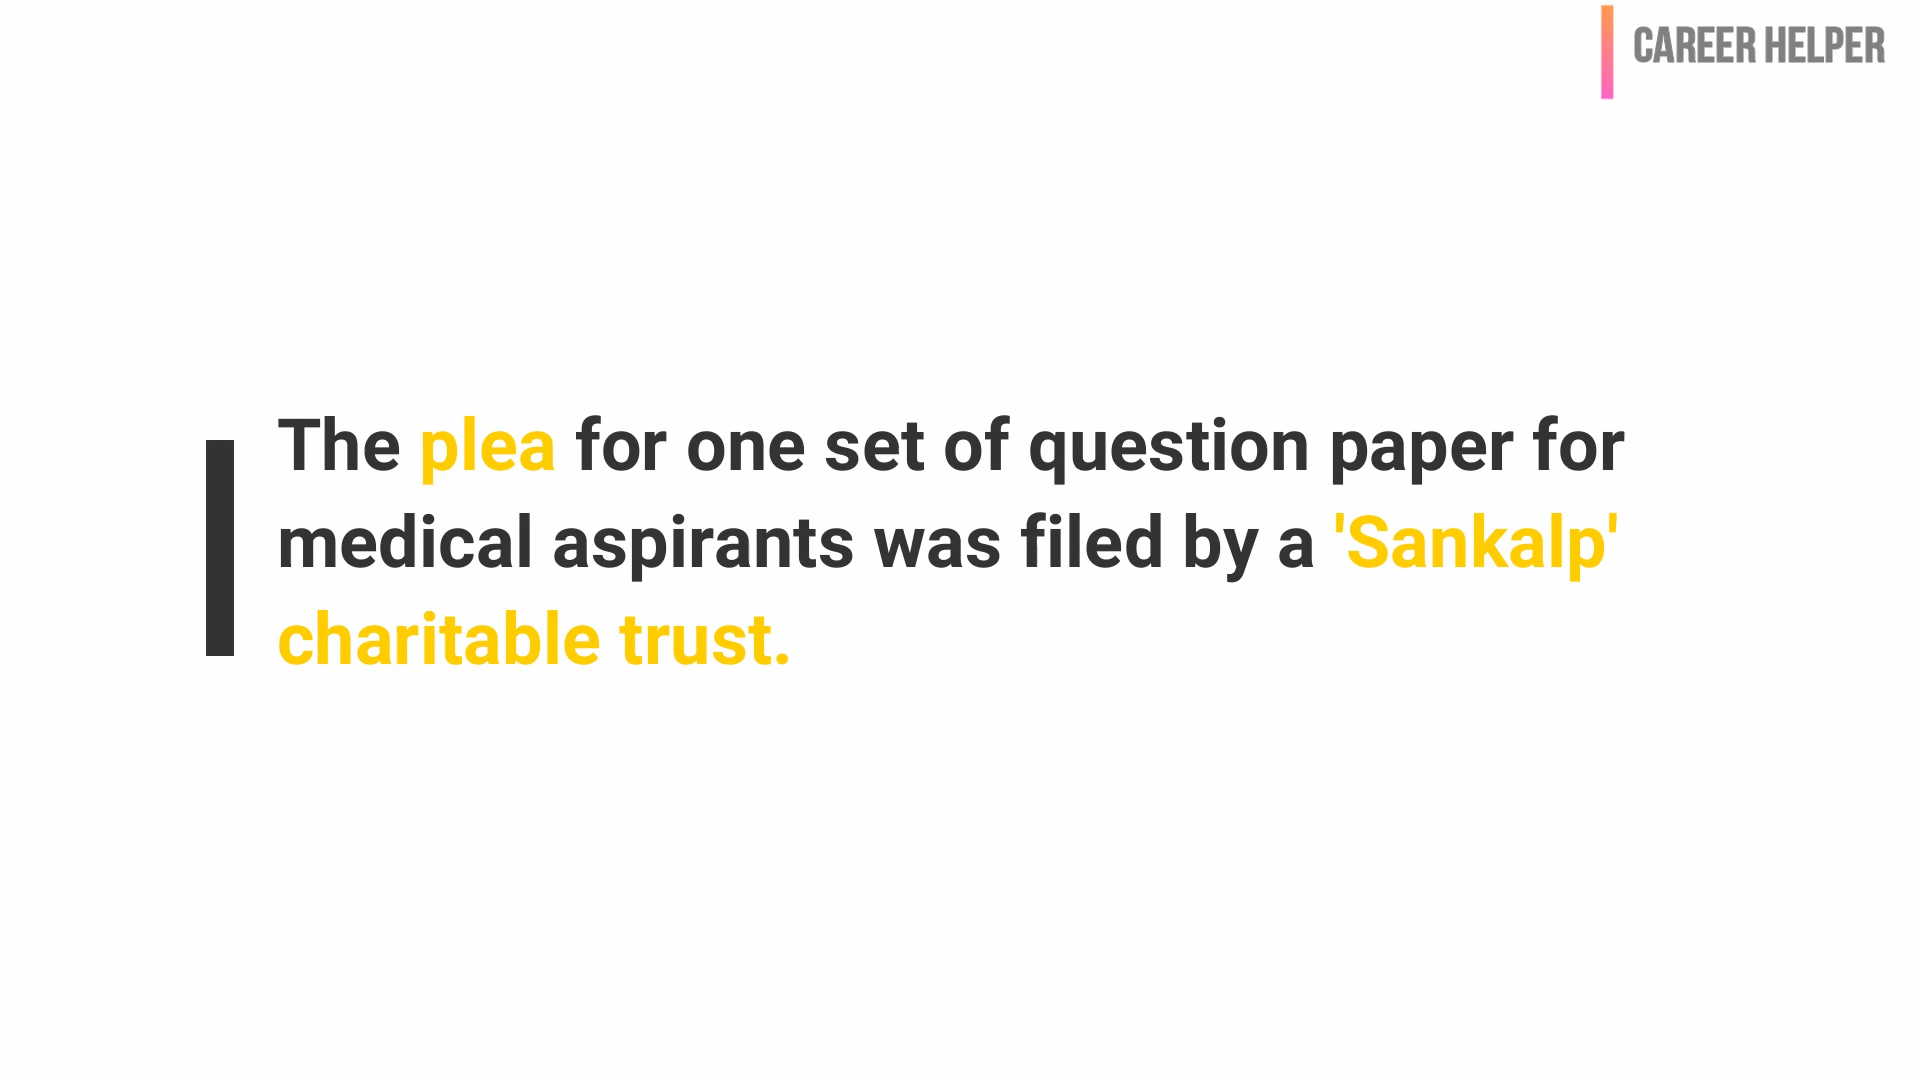 CAREER HELPER
The plea for one set of question paper for
medical aspirants was filed by a 'Sankalp'
charitable trust.